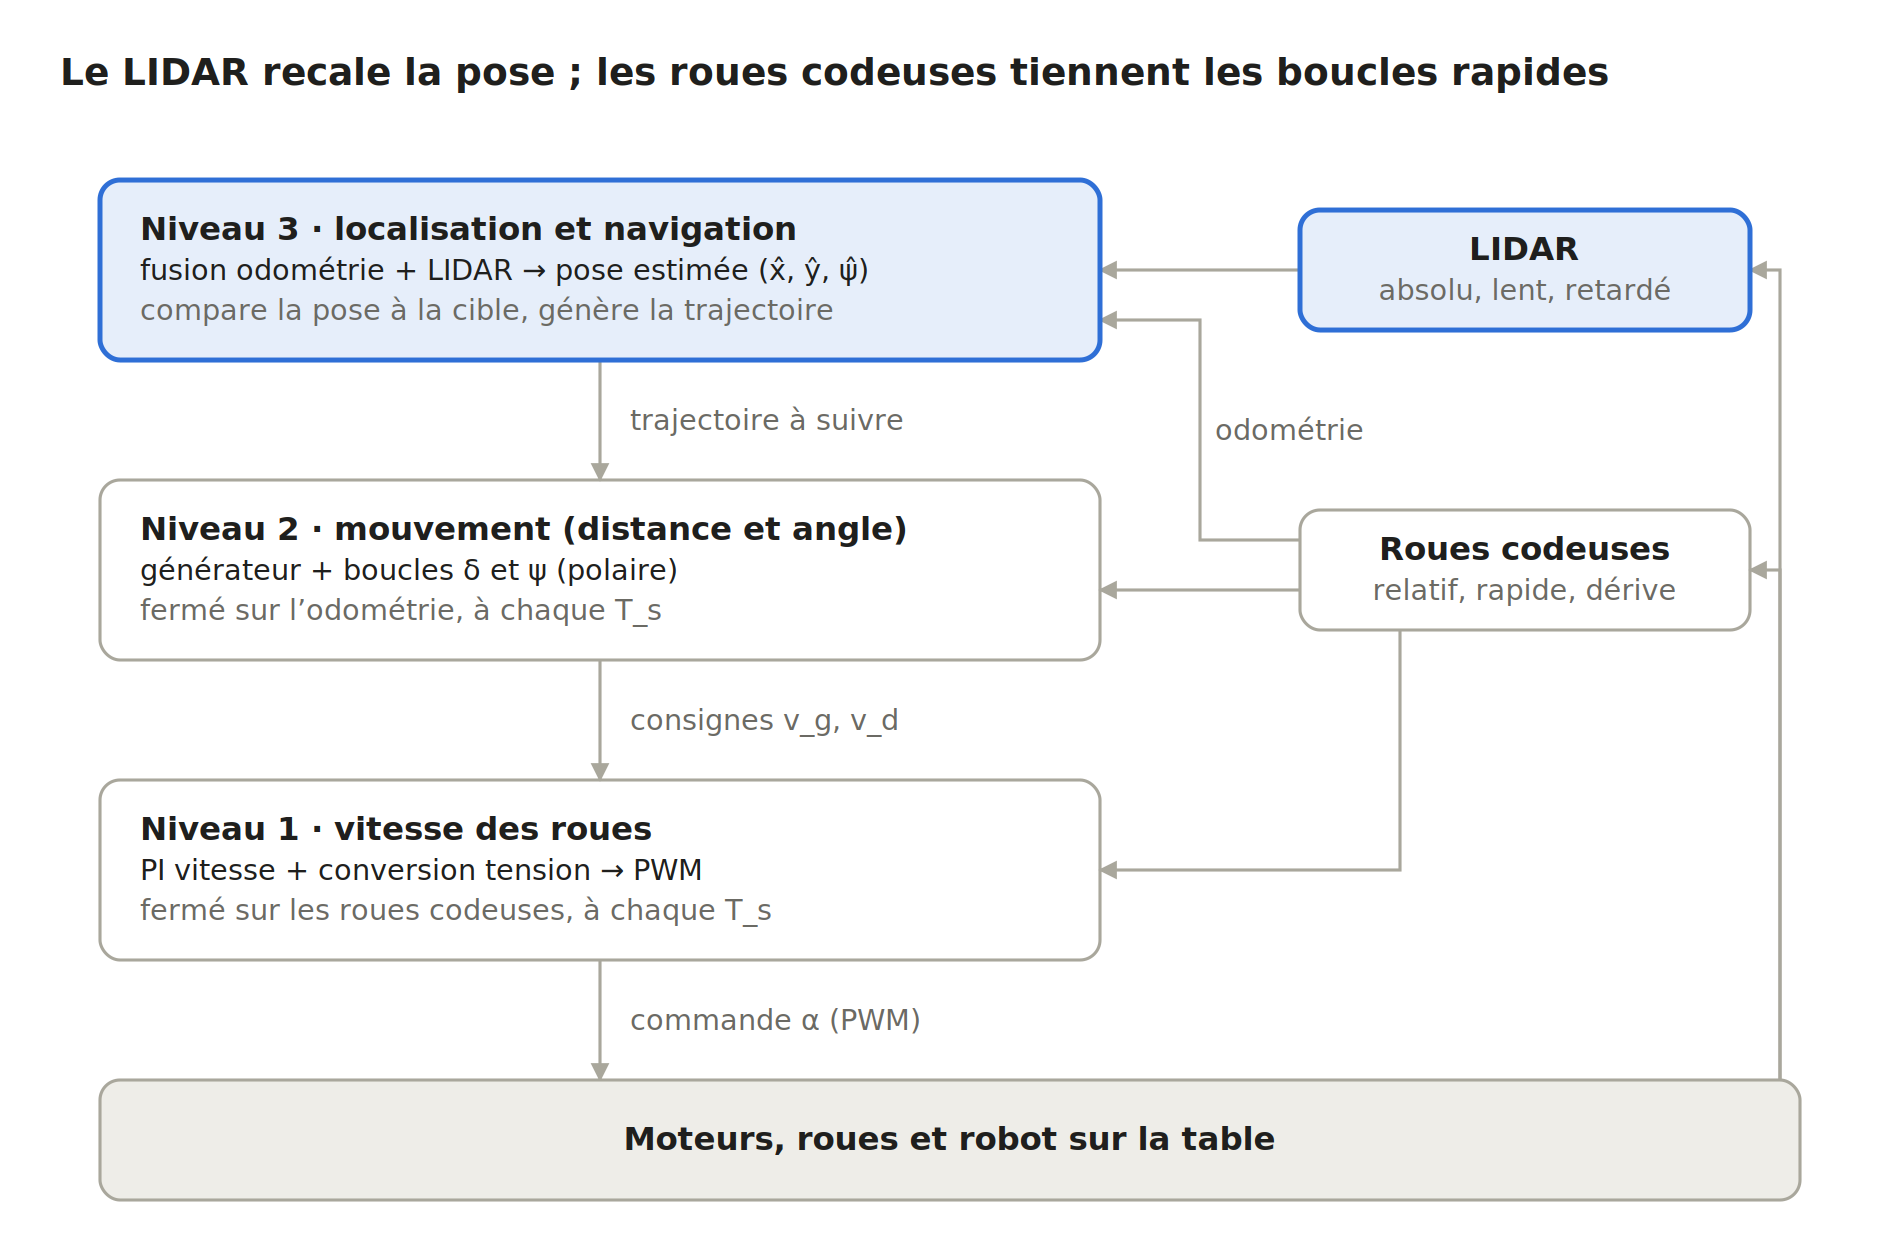 Le LIDAR recale la pose ; les roues codeuses tiennent les boucles rapides
Niveau 3 · localisation et navigation
fusion odométrie + LIDAR → pose estimée (x̂, ŷ, ψ̂)
compare la pose à la cible, génère la trajectoire
LIDAR
absolu, lent, retardé
trajectoire à suivre
odométrie
Niveau 2 · mouvement (distance et angle)
générateur + boucles δ et ψ (polaire)
fermé sur l’odométrie, à chaque T_s
Roues codeuses
relatif, rapide, dérive
consignes v_g, v_d
Niveau 1 · vitesse des roues
PI vitesse + conversion tension → PWM
fermé sur les roues codeuses, à chaque T_s
commande α (PWM)
Moteurs, roues et robot sur la table